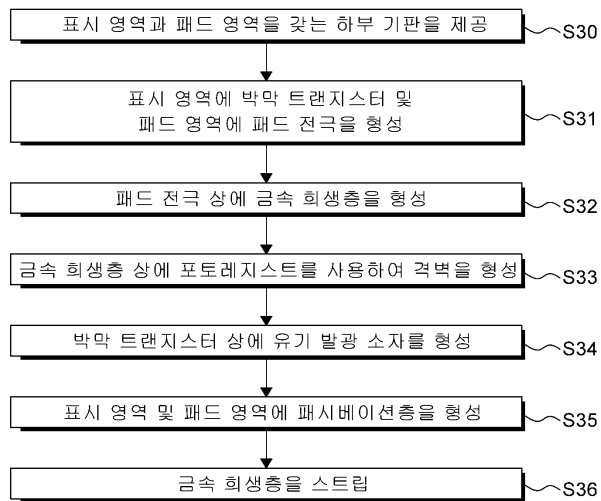 표시 영역과 패드 영역을 갖는 하부 기판을 제공
S30
표시 영역에 박막 트랜지스터 및
패드 영역에 패드 전극을 형성
S31
패드 전극 상에 금속 희생층을 형성
S32
금속 희생층 상에 포토레지스트를 사용하여 격벽을 형성
S33
박막 트랜지스터 상에 유기 발광 소자를 형성
S34
표시 영역 및 패드 영역에 패시베이션층을 형성
S35
금속 희생층을 스트립
S36